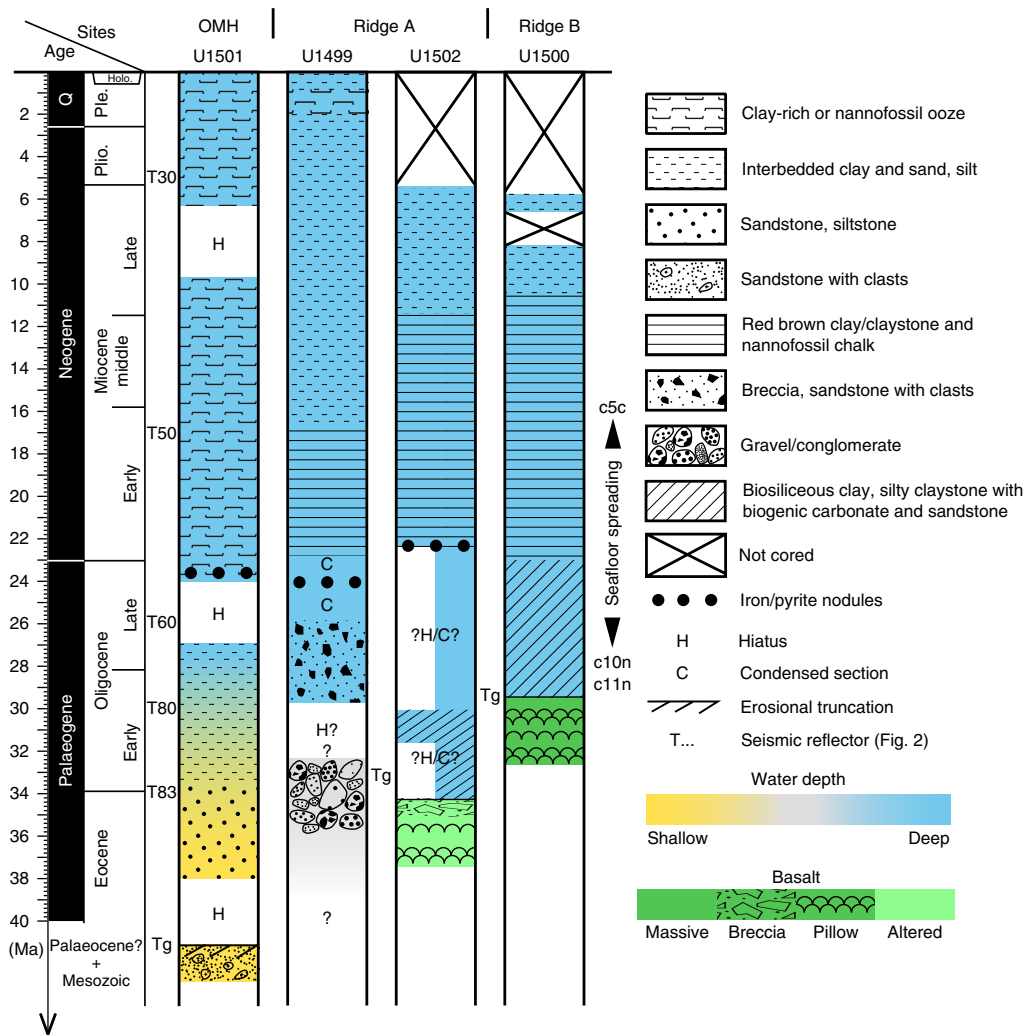 Sites
Age
OMH
Ridge A
Ridge B
U1501
U1499
U1502
U1500
Holo.
Q
Ple.
Plio.
Neogene
Late
Miocene
middle
Early
Palaeogene
Oligocene
Late
Early
Eocene
2
4
6
8
10
12
14
16
18
20
22
24
26
28
30
32
34
36
38
40
(Ma)
Palaeocene?
+
Mesozoic
T30
T50
T60
T80
T83
Tg
H
H
H
C
C
H?
?
?
Tg
?H/C?
?H/C?
Tg
c5c
Seafloor spreading
c10n
c11n
Clay-rich or nannofossil ooze
Interbedded clay and sand, silt
Sandstone, siltstone
Sandstone with clasts
Red brown clay/claystone and
nannofossil chalk
Breccia, sandstone with clasts
Gravel/conglomerate
Biosiliceous clay, silty claystone with
biogenic carbonate and sandstone
Not cored
Iron/pyrite nodules
H Hiatus
C Condensed section
Erosional truncation
T... Seismic reflector (Fig. 2)
Water depth
Shallow Deep
Basalt
Massive Breccia Pillow Altered